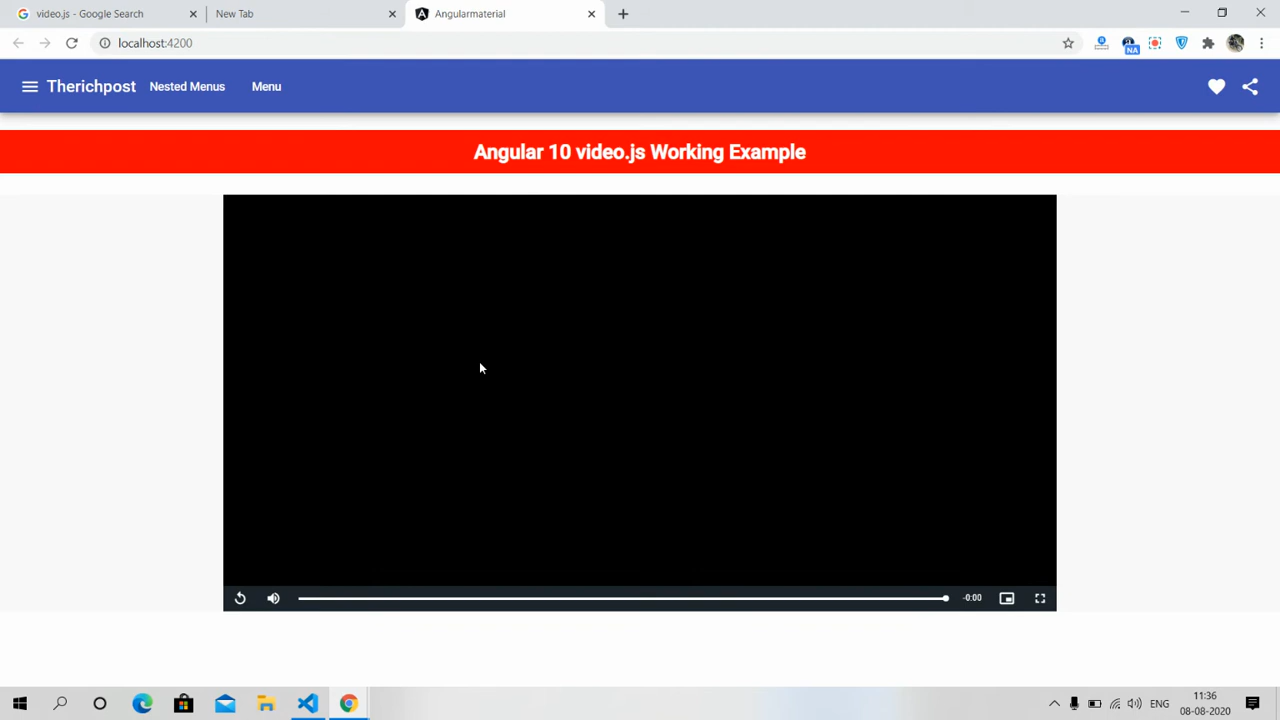 video.js - Google Search
New Tab
Angularmaterial
localhost:4200
NA
Therichpost
Nested Menus
Menu
Angular 10 video.js Working Example
-0:00
ENG
11:36
08-08-2020